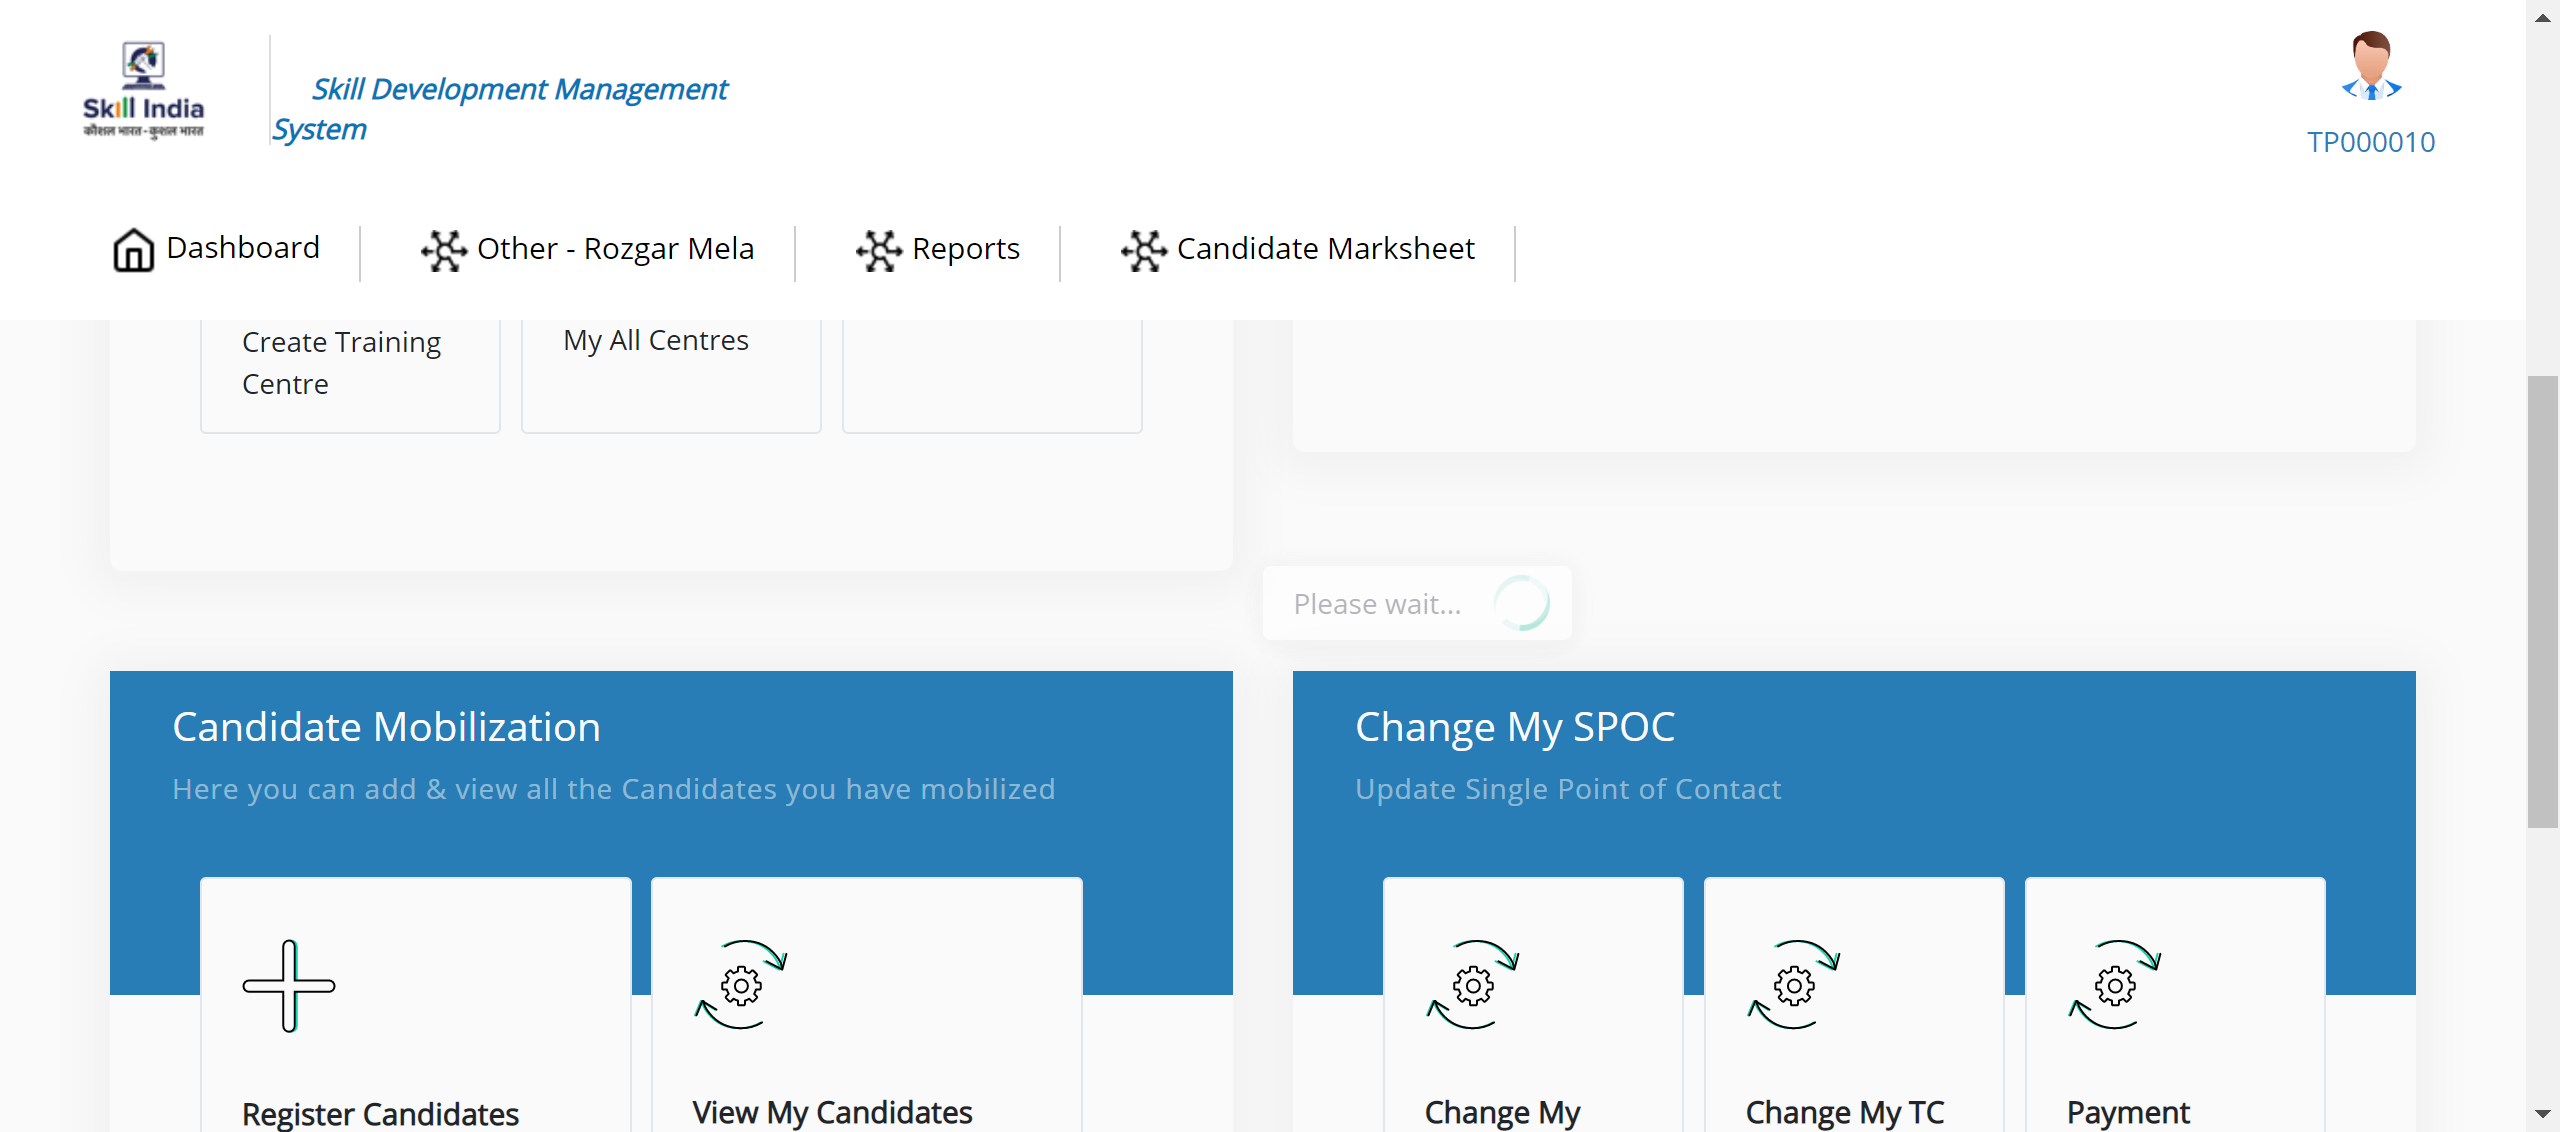 Skill India
कौशल भारत-कुशल भारत
Skill Development Management
System
TP000010
Dashboard
Other - Rozgar Mela
Reports
Candidate Marksheet
Create Training
Centre
My All Centres
Please wait...
Candidate Mobilization
Here you can add & view all the Candidates you have mobilized
Change My SPOC
Update Single Point of Contact
Register Candidates
View My Candidates
Change My
Change My TC
Payment